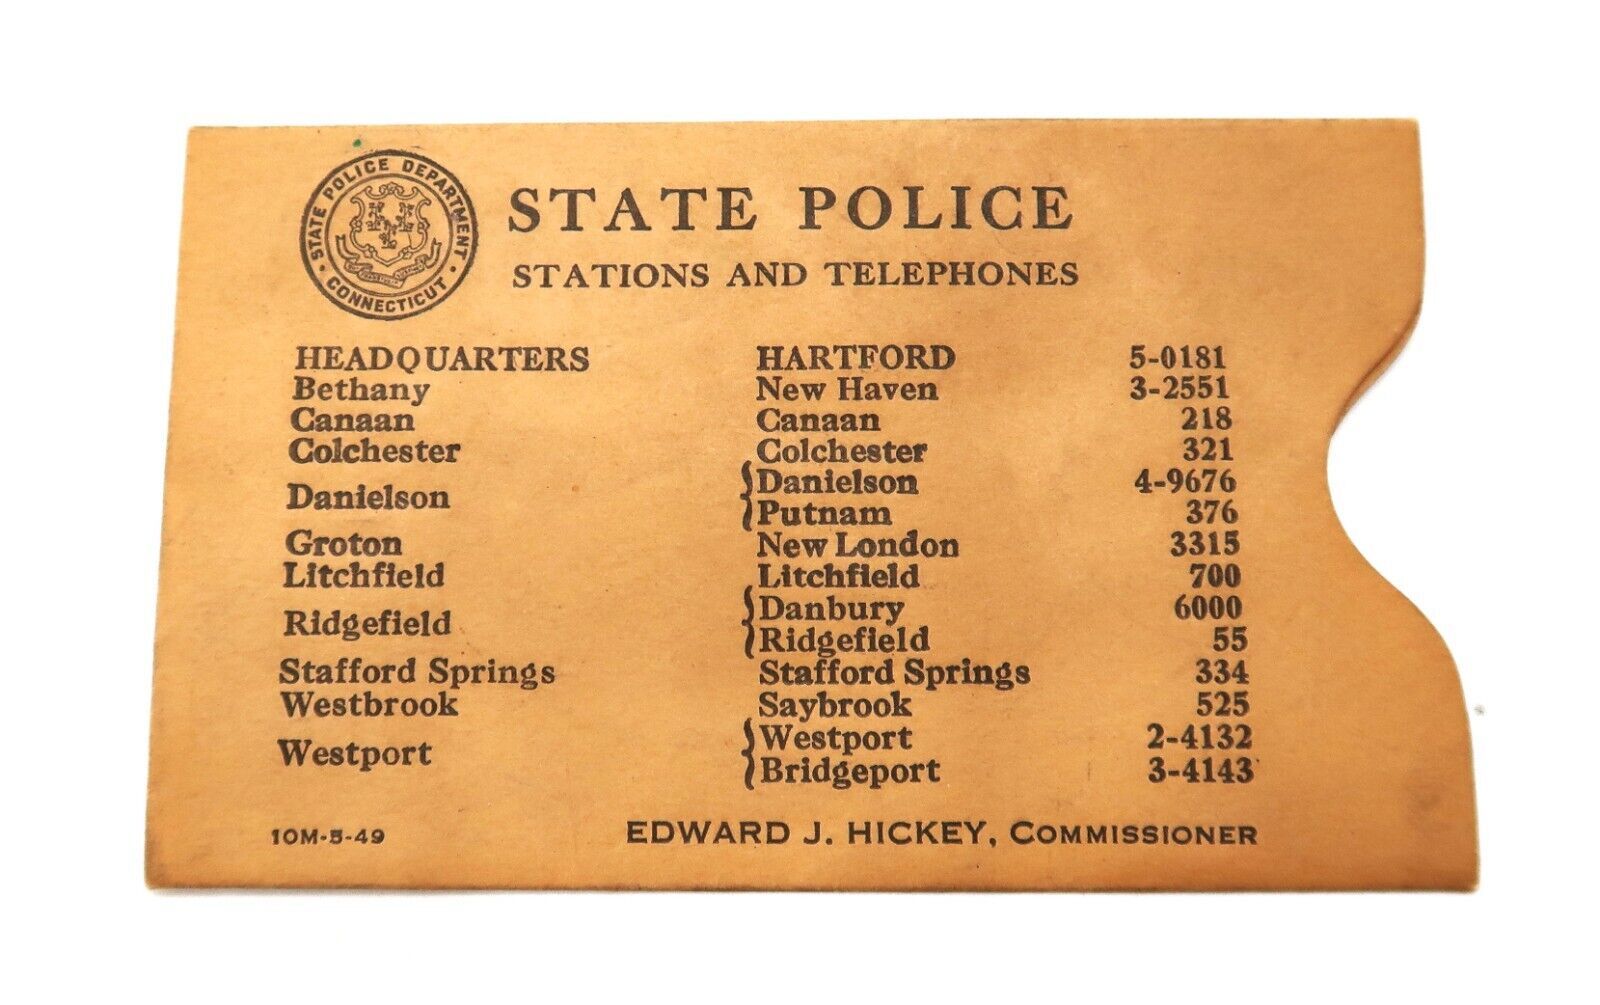 STATE POLICE DEPARTMENT
CONNECTICUT
STATE POLICE
STATIONS AND TELEPHONES
HEADQUARTERS HARTFORD 5-0181
Bethany New Haven 3-2551
Canaan Canaan 218
Colchester Colchester 321
Danielson { Danielson 4-9676
Putnam 376
Groton New London 3315
Litchfield Litchfield 700
Ridgefield { Danbury 6000
Ridgefield 55
Stafford Springs Stafford Springs 334
Westbrook Saybrook 525
Westport { Westport 2-4132
Bridgeport 3-4143
10M-5-49 EDWARD J. HICKEY, COMMISSIONER